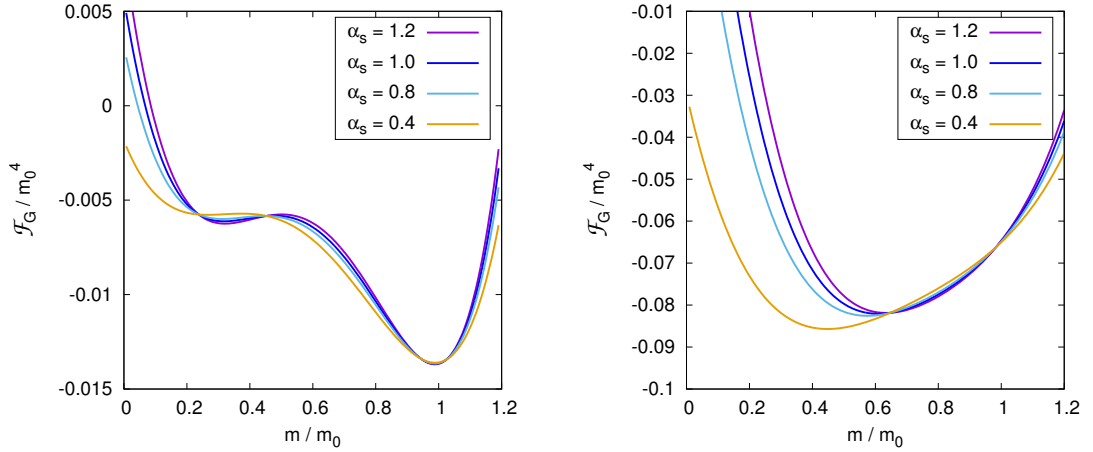 0.005
0
-0.005
-0.01
-0.015
0 0.2 0.4 0.6 0.8 1 1.2
m / m₀
ℱ_G / m₀⁴
αₛ = 1.2
αₛ = 1.0
αₛ = 0.8
αₛ = 0.4
-0.01
-0.02
-0.03
-0.04
-0.05
-0.06
-0.07
-0.08
-0.09
-0.1
0 0.2 0.4 0.6 0.8 1 1.2
m / m₀
ℱ_G / m₀⁴
αₛ = 1.2
αₛ = 1.0
αₛ = 0.8
αₛ = 0.4